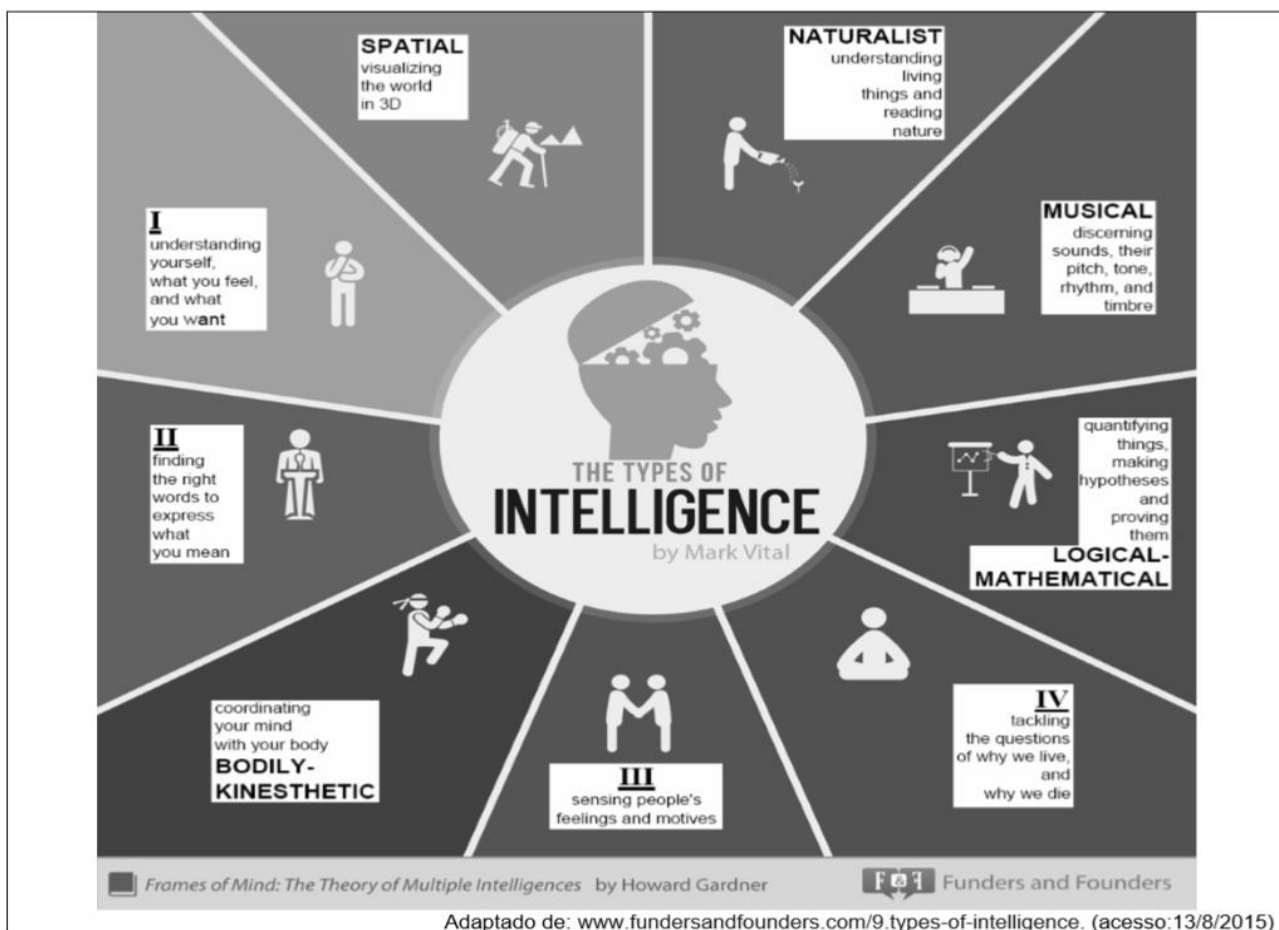 SPATIAL
visualizing
the world
in 3D
NATURALIST
understanding
living
things and
reading
nature
I
understanding
yourself,
what you feel,
and what
you want
MUSICAL
discerning
sounds, their
pitch, tone,
rhythm, and
timbre
II
finding
the right
words to
express
what
you mean
THE TYPES OF
INTELLIGENCE
by Mark Vital
quantifying
things,
making
hypotheses
and
proving
them
LOGICAL-
MATHEMATICAL
coordinating
your mind
with your body
BODILY-
KINESTHETIC
III
sensing people's
feelings and motives
IV
tackling
the questions
of why we live,
and
why we die
Frames of Mind: The Theory of Multiple Intelligences by Howard Gardner
F&F Funders and Founders
Adaptado de: www.fundersandfounders.com/9.types-of-intelligence. (acesso:13/8/2015)